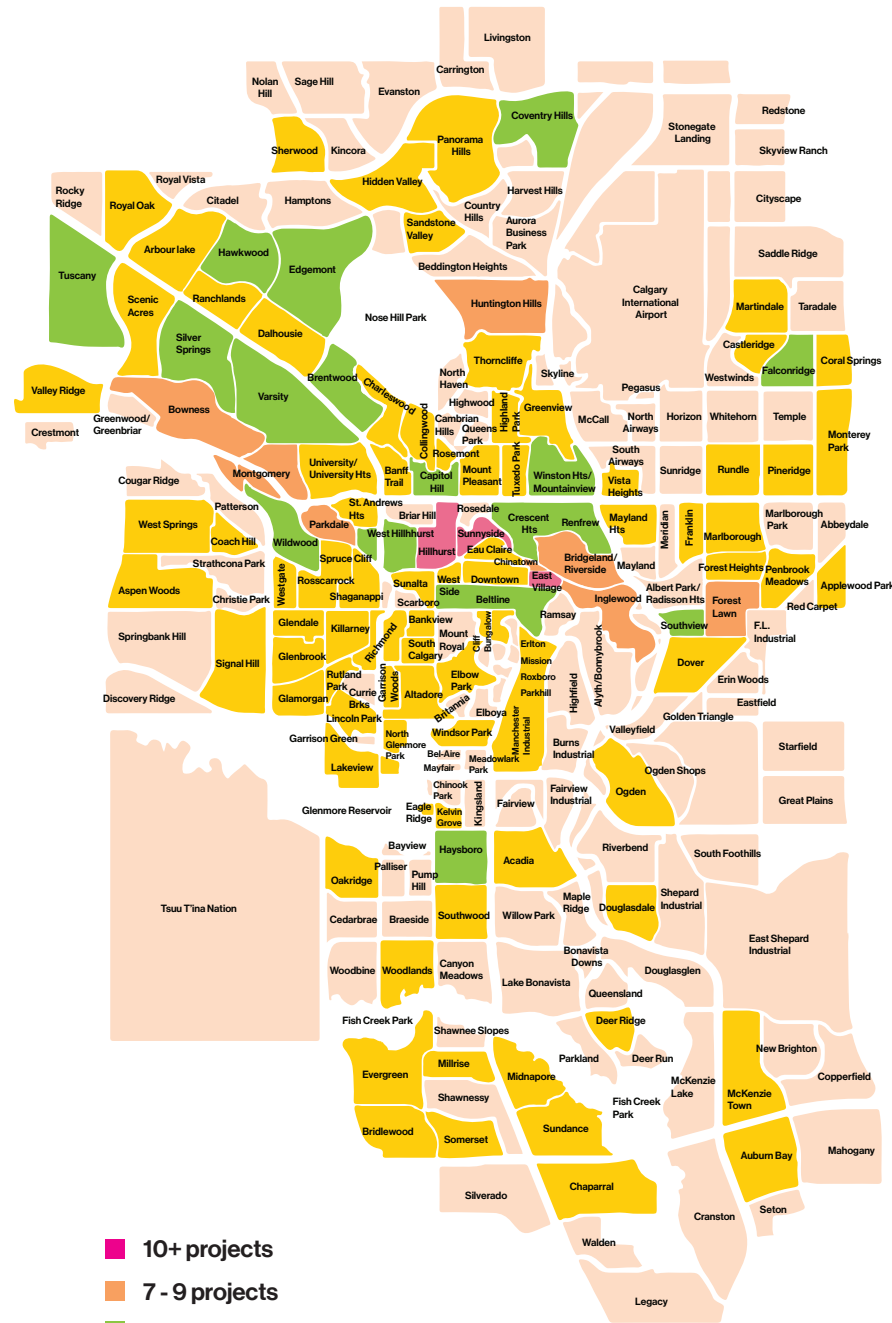 Livingston
Carrington
Nolan
Hill
Sage Hill
Evanston
Coventry Hills
Redstone
Stonegate
Landing
Panorama
Hills
Sherwood
Kincora
Skyview Ranch
Rocky
Ridge
Royal Vista
Royal Oak
Citadel
Hamptons
Hidden Valley
Harvest Hills
Country
Hills
Cityscape
Sandstone
Valley
Aurora
Business
Park
Arbour lake
Hawkwood
Edgemont
Tuscany
Beddington Heights
Saddle Ridge
Scenic
Acres
Ranchlands
Calgary
International
Airport
Huntington Hills
Martindale
Taradale
Nose Hill Park
Silver
Springs
Dalhousie
Castleridge
Thorncliffe
Coral Springs
Falconridge
Westwinds
Brentwood
North
Haven
Skyline
Charleswood
Valley Ridge
Varsity
Pegasus
Bowness
Highwood
Highland
Park
Greenview
Greenwood/
Greenbriar
Crestmont
Collingwood
Cambrian
Hills
Queens
Park
McCall
North
Airways
Horizon
Whitehorn
Temple
Monterey
Park
Rosemont
South
Airways
Montgomery
University/
University Hts
Banff
Trail
Capitol
Hill
Mount
Pleasant
Tuxedo Park
Winston Hts/
Mountainview
Vista
Heights
Sunridge
Rundle
Pineridge
Cougar Ridge
Patterson
St. Andrews
Hts
Briar Hill
Rosedale
Crescent
Hts
Renfrew
Mayland
Hts
Meridian
Franklin
Marlborough
Marlborough
Park
Abbeydale
West Springs
Coach Hill
Wildwood
Parkdale
West Hillhhurst
Hillhurst
Sunnyside
Eau Claire
Chinatown
Bridgeland/
Riverside
Mayland
Strathcona Park
Spruce Cliff
Forest Heights
Penbrook
Meadows
Aspen Woods
Christie Park
Westgate
Rosscarrock
Shaganappi
Sunalta
Scarboro
West
Side
Downtown
East
Village
Beltline
Inglewood
Albert Park/
Radisson Hts
Forest
Lawn
Applewood Park
Red Carpet
Ramsay
Southview
F.L.
Industrial
Springbank Hill
Signal Hill
Glendale
Killarney
Richmond
Bankview
South
Calgary
Mount
Royal
Cliff
Bungalow
Erlton
Mission
Roxboro
Parkhill
Glenbrook
Dover
Erin Woods
Discovery Ridge
Glamorgan
Rutland
Park
Currie
Brks
Garrison
Woods
Altadore
Elbow
Park
Britannia
Elboya
Highfield
Alyth/Bonnybrook
Eastfield
Golden Triangle
Lincoln Park
Garrison Green
North
Glenmore
Park
Windsor Park
Manchester
Industrial
Valleyfield
Burns
Industrial
Starfield
Bel-Aire
Mayfair
Meadowlark
Park
Lakeview
Ogden Shops
Ogden
Chinook
Park
Kingsland
Fairview
Fairview
Industrial
Great Plains
Glenmore Reservoir
Eagle
Ridge
Kelvin
Grove
Bayview
Haysboro
Acadia
Riverbend
South Foothills
Oakridge
Palliser
Pump
Hill
Tsuu T'ina Nation
Cedarbrae
Braeside
Southwood
Willow Park
Maple
Ridge
Douglasdale
Shepard
Industrial
East Shepard
Industrial
Woodbine
Woodlands
Canyon
Meadows
Bonavista
Downs
Lake Bonavista
Douglasglen
Queensland
Fish Creek Park
Shawnee Slopes
Deer Ridge
Evergreen
Millrise
Midnapore
Parkland
Deer Run
New Brighton
Shawnessy
Fish Creek
Park
McKenzie
Lake
McKenzie
Town
Copperfield
Bridlewood
Somerset
Sundance
Auburn Bay
Mahogany
Silverado
Chaparral
Cranston
Seton
Walden
Legacy
10+ projects
7 - 9 projects